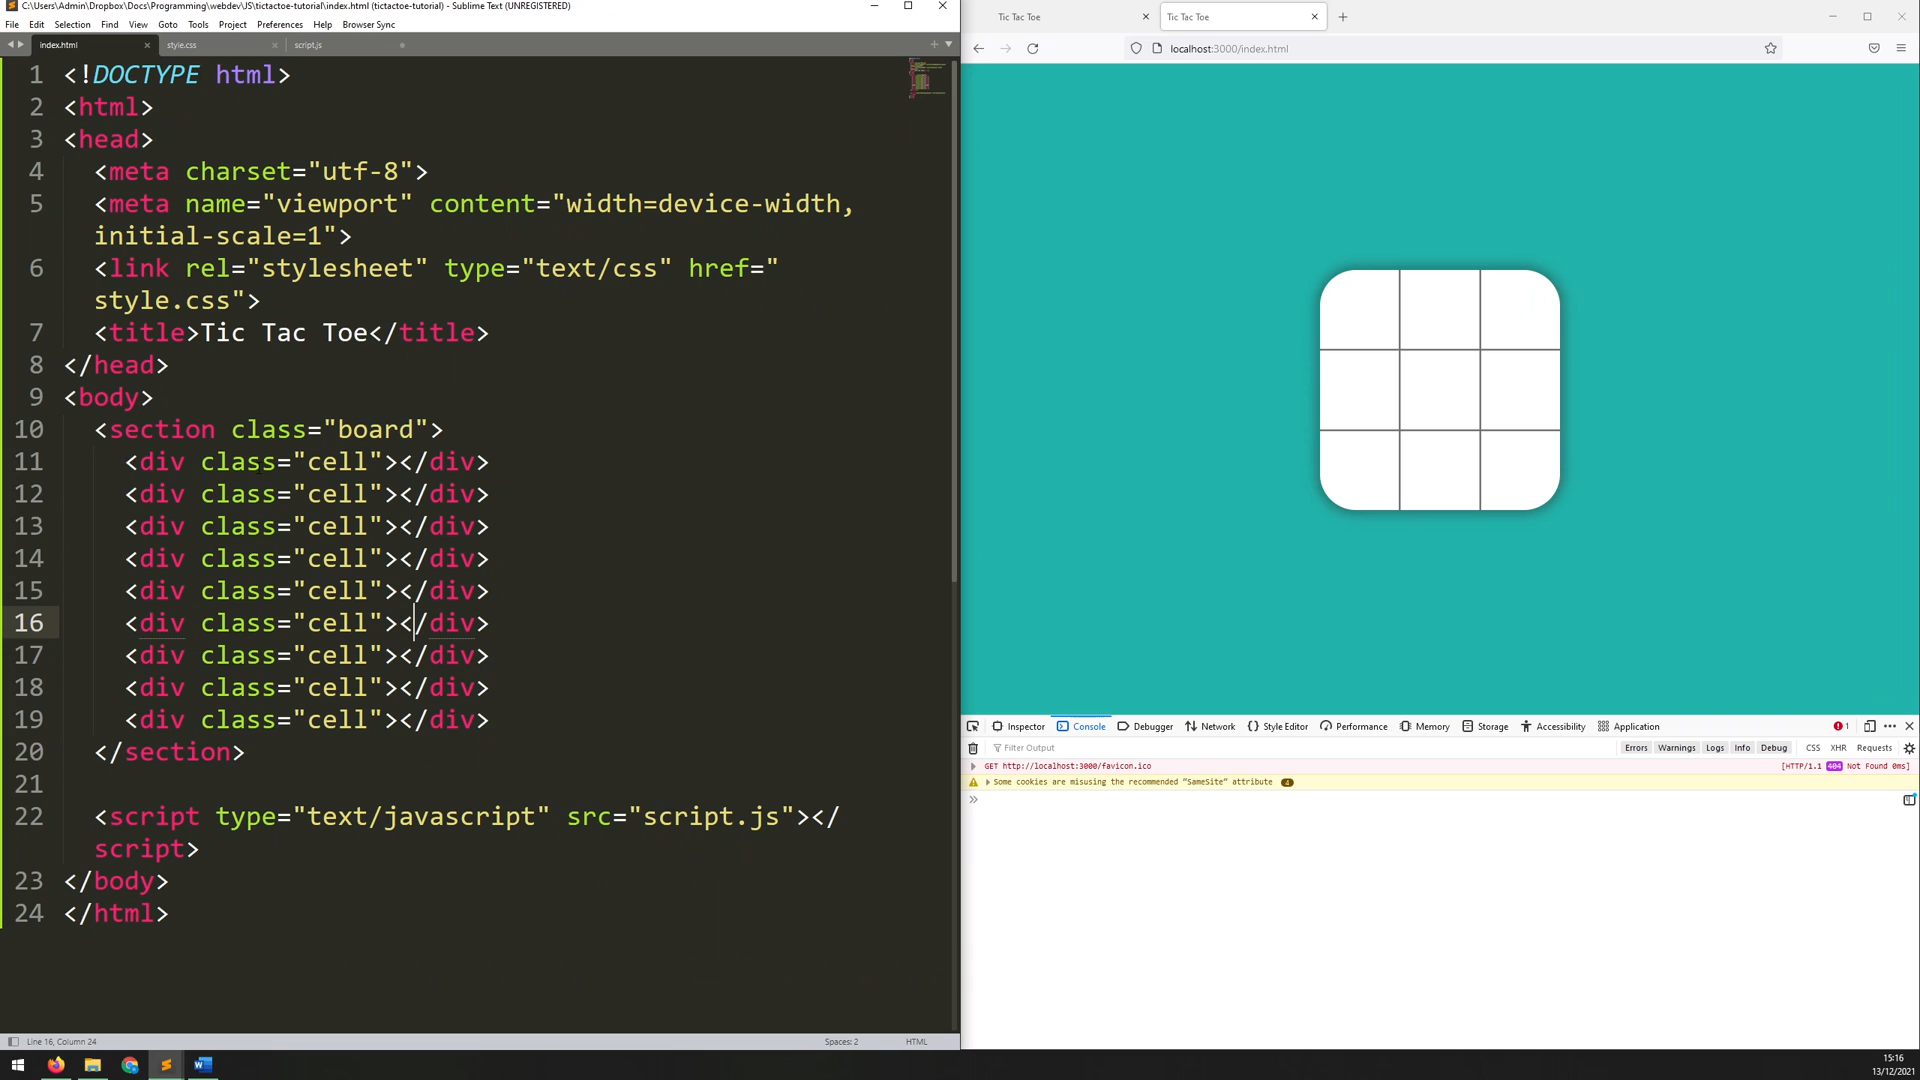 C:\Users\Admin\Dropbox\Docs\Programming\webdev\JS\tictactoe-tutorial\index.html (tictactoe-tutorial) - Sublime Text (UNREGISTERED)
File Edit Selection Find View Goto Tools Project Preferences Help Browser Sync
index.html style.css script.js
1 <!DOCTYPE html>
2 <html>
3 <head>
4 <meta charset="utf-8">
5 <meta name="viewport" content="width=device-width,
initial-scale=1">
6 <link rel="stylesheet" type="text/css" href="
style.css">
7 <title>Tic Tac Toe</title>
8 </head>
9 <body>
10 <section class="board">
11 <div class="cell"></div>
12 <div class="cell"></div>
13 <div class="cell"></div>
14 <div class="cell"></div>
15 <div class="cell"></div>
16 <div class="cell"></div>
17 <div class="cell"></div>
18 <div class="cell"></div>
19 <div class="cell"></div>
20 </section>
21
22 <script type="text/javascript" src="script.js"></
script>
23 </body>
24 </html>
Line 16, Column 24 Spaces: 2 HTML
Tic Tac Toe Tic Tac Toe
localhost:3000/index.html
Inspector Console Debugger Network Style Editor Performance Memory Storage Accessibility Application 1
Filter Output Errors Warnings Logs Info Debug CSS XHR Requests
GET http://localhost:3000/favicon.ico [HTTP/1.1 404 Not Found 0ms]
Some cookies are misusing the recommended “SameSite” attribute 4
15:16
13/12/2021